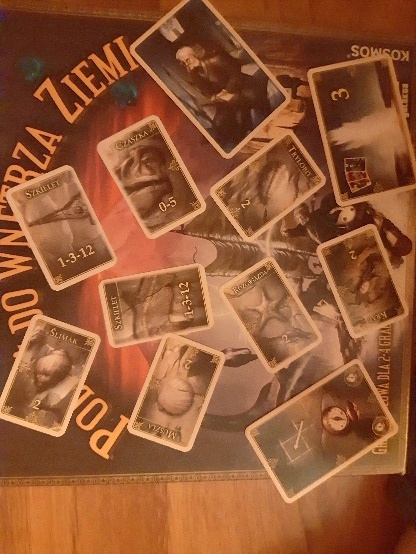 KOSMOS
ZIEMI
WNĘTRZA
DO
SZKIELET
1-3-12
CZASZKA
0-5
TRYLOBIT
2
3
SZKIELET
1-3-12
ROZGWIAZDA
2
2
ŚLIMAK
2
MUSZLA
2